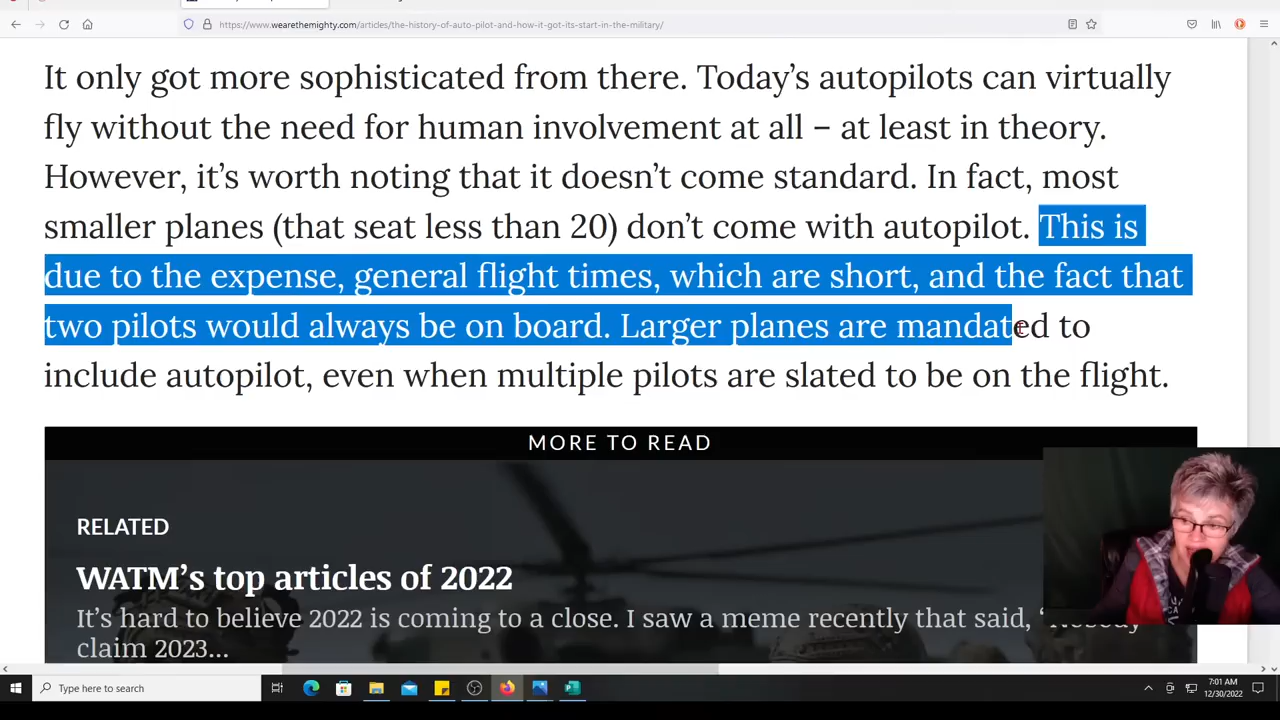 https://www.wearethemighty.com/articles/the-history-of-auto-pilot-and-how-it-got-its-start-in-the-military/
It only got more sophisticated from there. Today’s autopilots can virtually
fly without the need for human involvement at all – at least in theory.
However, it’s worth noting that it doesn’t come standard. In fact, most
smaller planes (that seat less than 20) don’t come with autopilot. This is
due to the expense, general flight times, which are short, and the fact that
two pilots would always be on board. Larger planes are mandated to
include autopilot, even when multiple pilots are slated to be on the flight.
MORE TO READ
RELATED
WATM’s top articles of 2022
It’s hard to believe 2022 is coming to a close. I saw a meme recently that said, ‘Nobody
claim 2023...
Type here to search
7:01 AM
12/30/2022